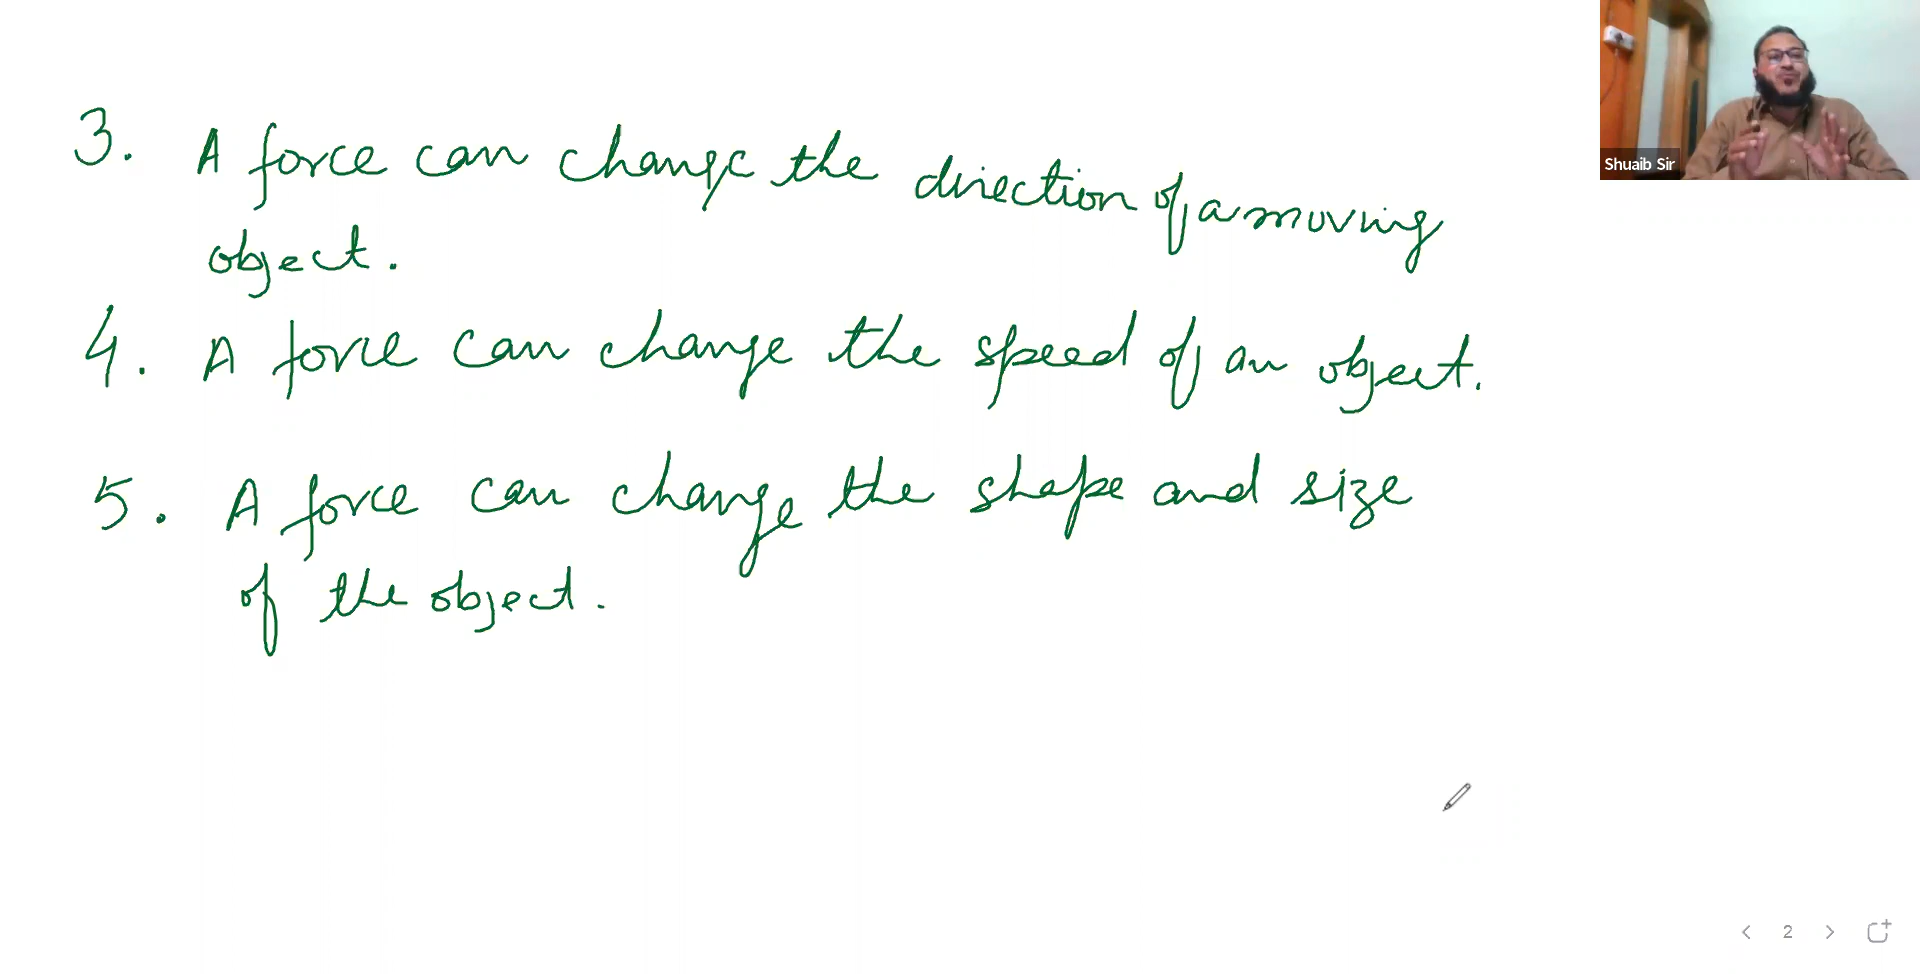 3. A force can change the direction of a moving
object.
4. A force can change the speed of an object.
5. A force can change the shape and size
of the object.
Shuaib Sir
2